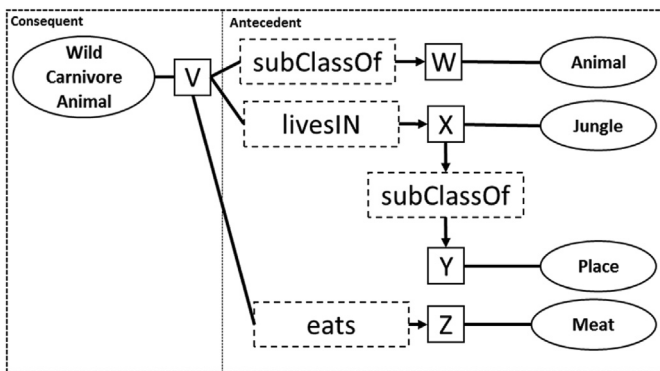 Consequent
Antecedent
Wild
Carnivore
Animal
V
subClassOf
W
Animal
livesIN
X
Jungle
subClassOf
Y
Place
eats
Z
Meat